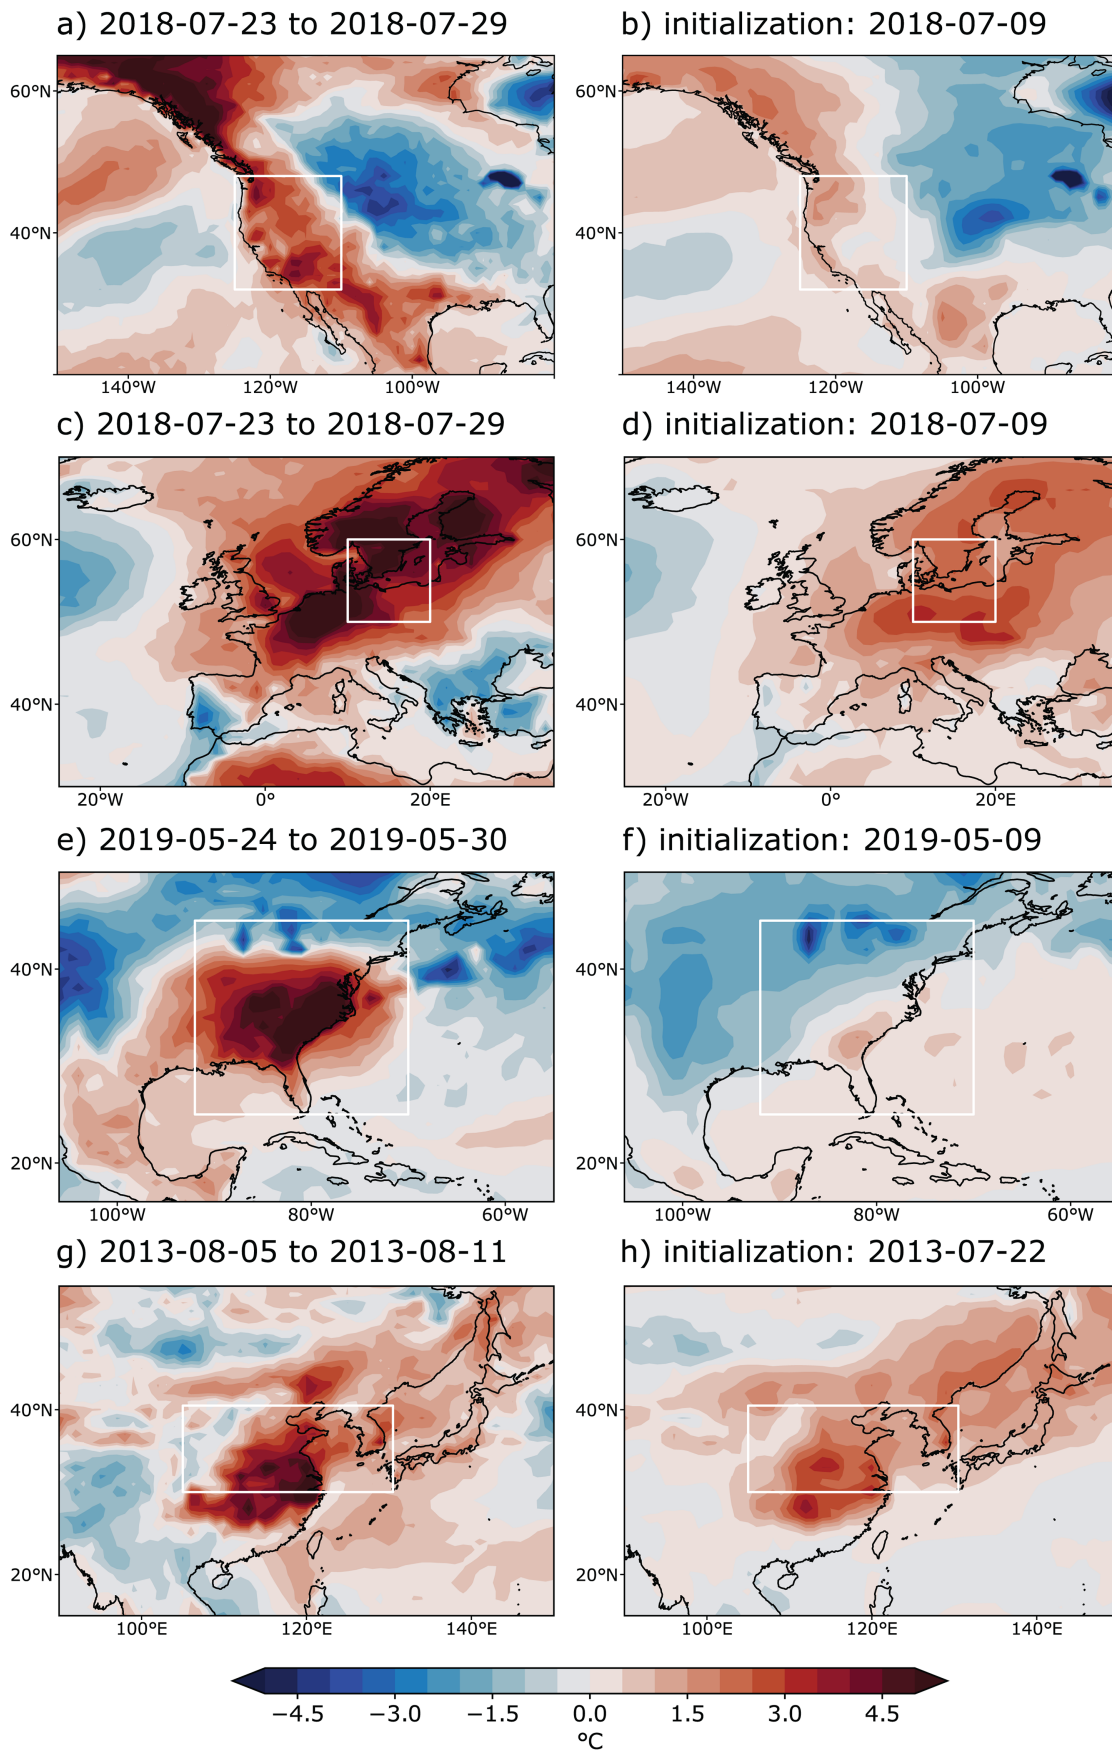 a) 2018-07-23 to 2018-07-29
b) initialization: 2018-07-09
60°N
40°N
60°N
40°N
140°W 120°W 100°W
140°W 120°W 100°W
c) 2018-07-23 to 2018-07-29
d) initialization: 2018-07-09
60°N
40°N
60°N
40°N
20°W 0° 20°E
20°W 0° 20°E
e) 2019-05-24 to 2019-05-30
f) initialization: 2019-05-09
40°N
20°N
40°N
20°N
100°W 80°W 60°W
100°W 80°W 60°W
g) 2013-08-05 to 2013-08-11
h) initialization: 2013-07-22
40°N
20°N
40°N
20°N
100°E 120°E 140°E
100°E 120°E 140°E
−4.5 −3.0 −1.5 0.0 1.5 3.0 4.5
°C